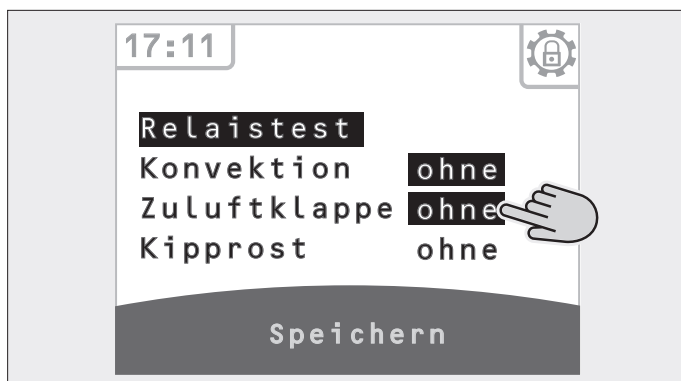 17:11
Relaistest
Konvektion ohne
Zuluftklappe ohne
Kipprost ohne
Speichern